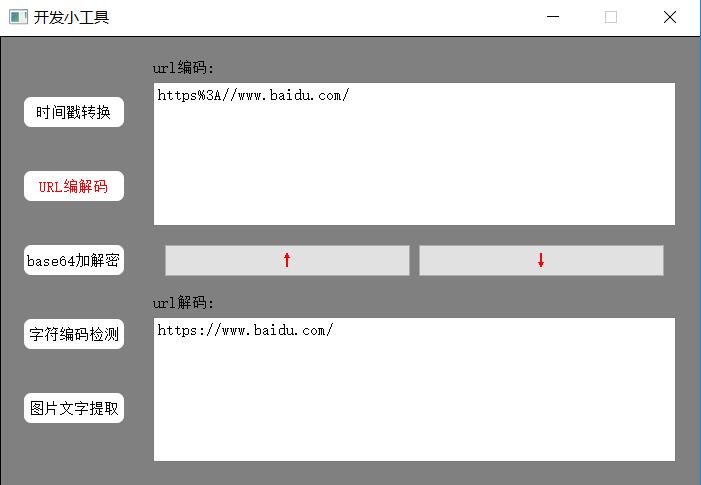 开发小工具
时间戳转换
URL编解码
base64加解密
字符编码检测
图片文字提取
url编码:
https%3A//www.baidu.com/
↑ ↓
url解码:
https://www.baidu.com/